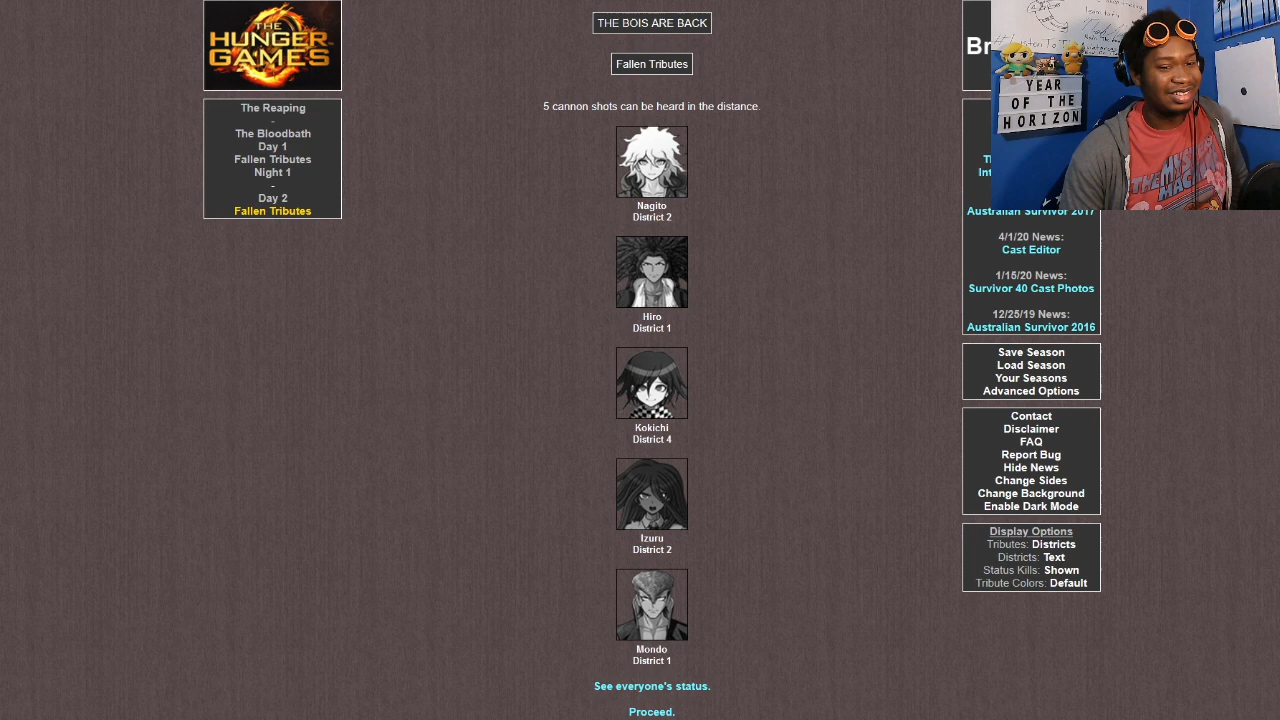 THE
HUNGER
GAMES
The Reaping
-
The Bloodbath
Day 1
Fallen Tributes
Night 1
-
Day 2
Fallen Tributes
THE BOIS ARE BACK
Fallen Tributes
5 cannon shots can be heard in the distance.
Nagito
District 2
Hiro
District 1
Kokichi
District 4
Izuru
District 2
Mondo
District 1
See everyone's status.
Proceed.
Br
YEAR
OF THE
HORIZON
Australian Survivor 2017
4/1/20 News:
Cast Editor
1/15/20 News:
Survivor 40 Cast Photos
12/25/19 News:
Australian Survivor 2016
Save Season
Load Season
Your Seasons
Advanced Options
Contact
Disclaimer
FAQ
Report Bug
Hide News
Change Sides
Change Background
Enable Dark Mode
Display Options
Tributes: Districts
Districts: Text
Status Kills: Shown
Tribute Colors: Default